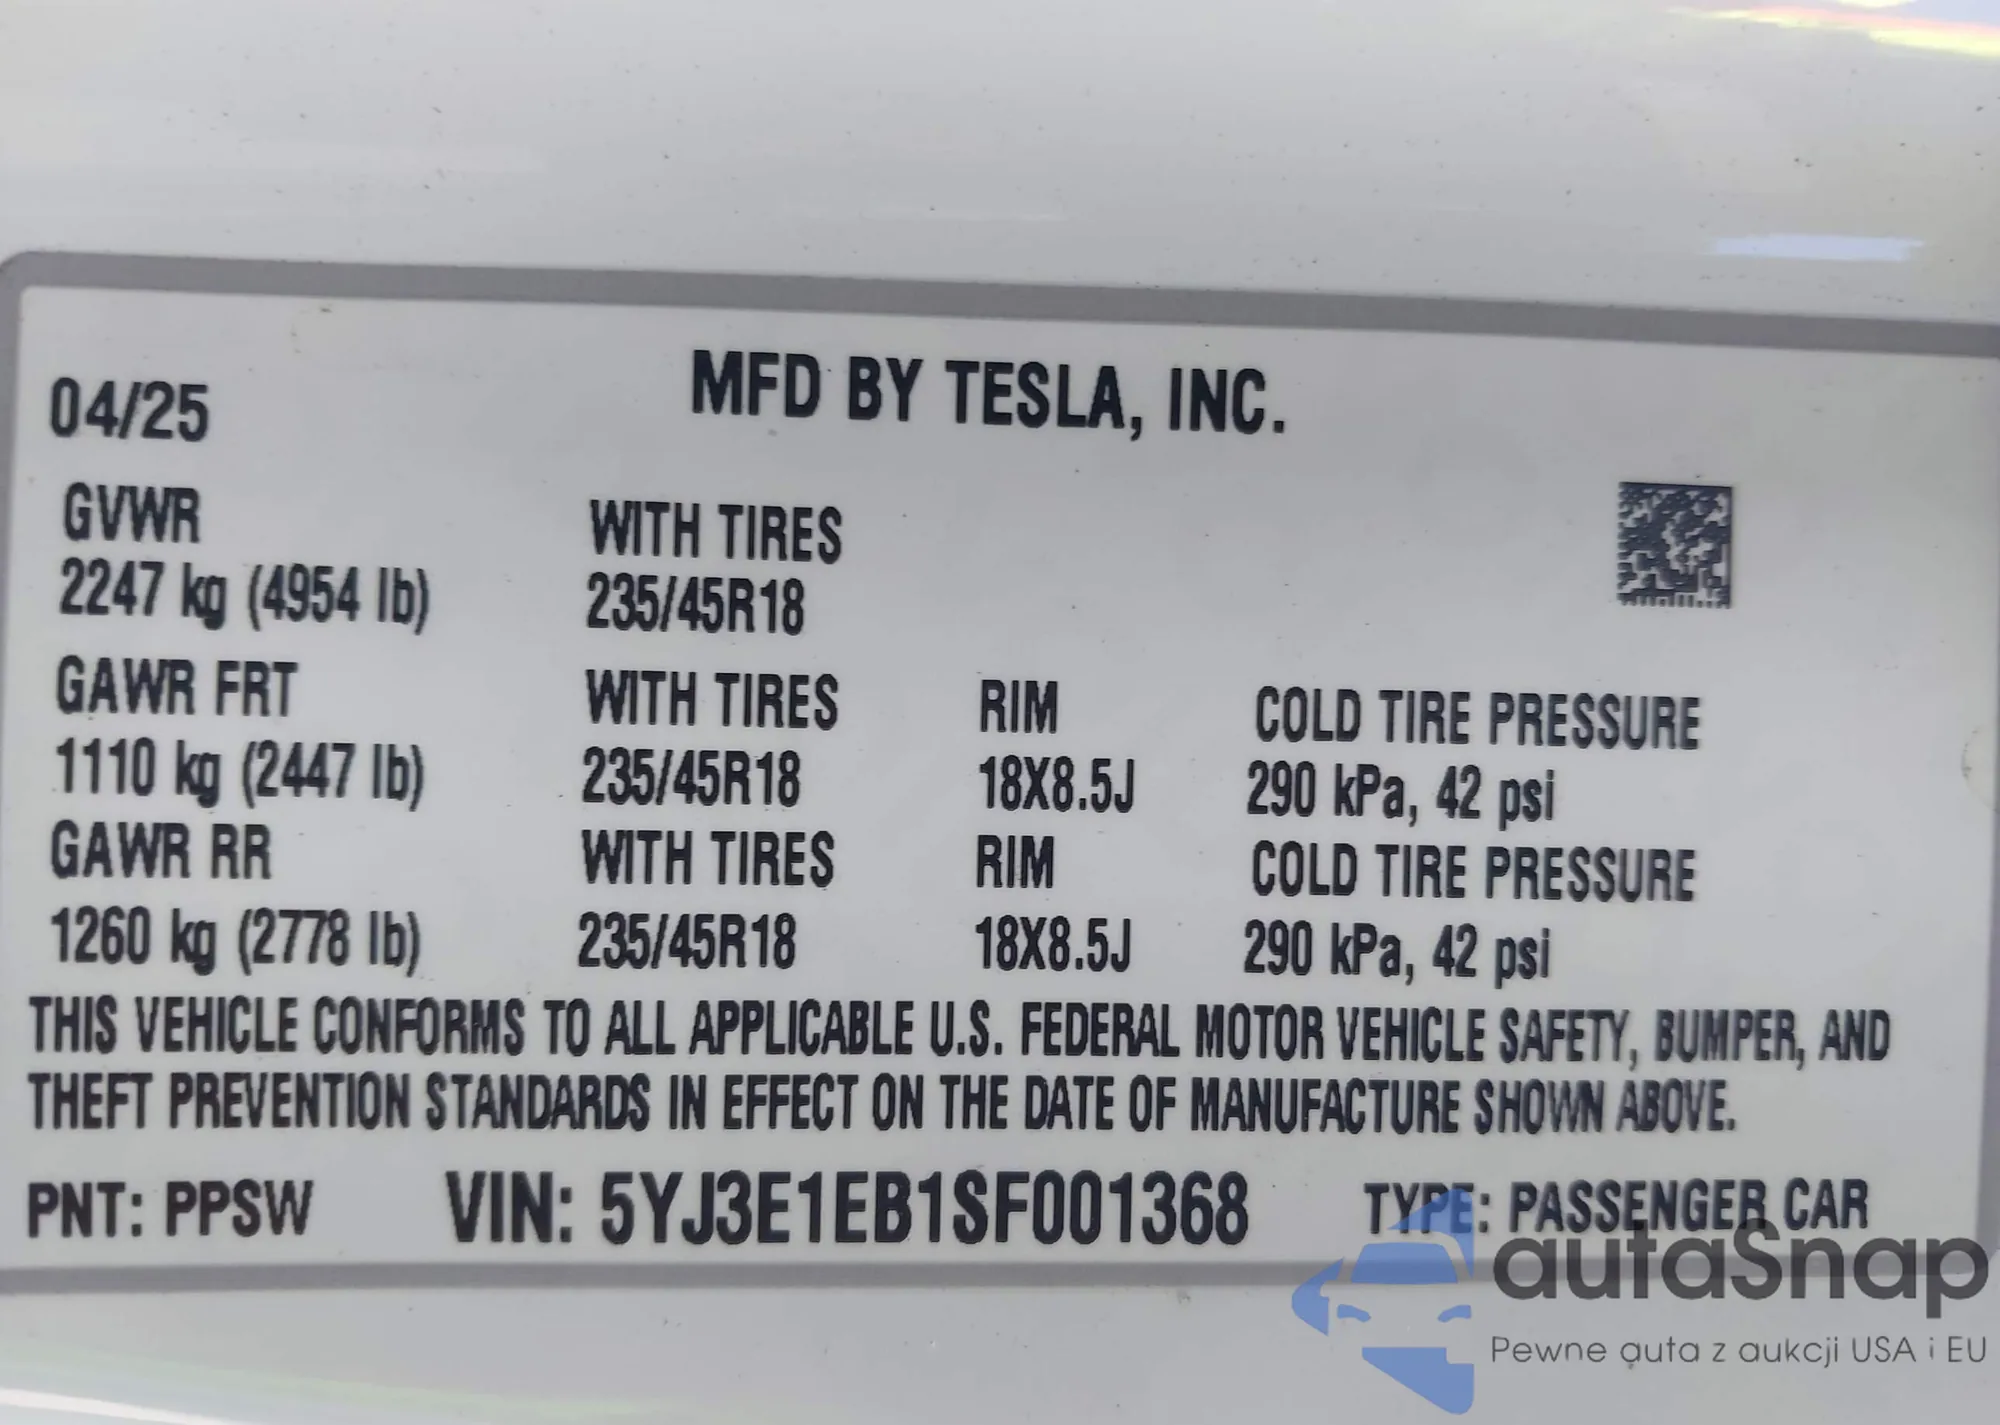 04/25 MFD BY TESLA, INC.
GVWR WITH TIRES
2247 kg (4954 lb) 235/45R18
GAWR FRT WITH TIRES RIM COLD TIRE PRESSURE
1110 kg (2447 lb) 235/45R18 18X8.5J 290 kPa, 42 psi
GAWR RR WITH TIRES RIM COLD TIRE PRESSURE
1260 kg (2778 lb) 235/45R18 18X8.5J 290 kPa, 42 psi
THIS VEHICLE CONFORMS TO ALL APPLICABLE U.S. FEDERAL MOTOR VEHICLE SAFETY, BUMPER, AND
THEFT PREVENTION STANDARDS IN EFFECT ON THE DATE OF MANUFACTURE SHOWN ABOVE.
PNT: PPSW VIN: 5YJ3E1EB1SF001368 TYPE: PASSENGER CAR
autaSnap
Pewne auta z aukcji USA i EU